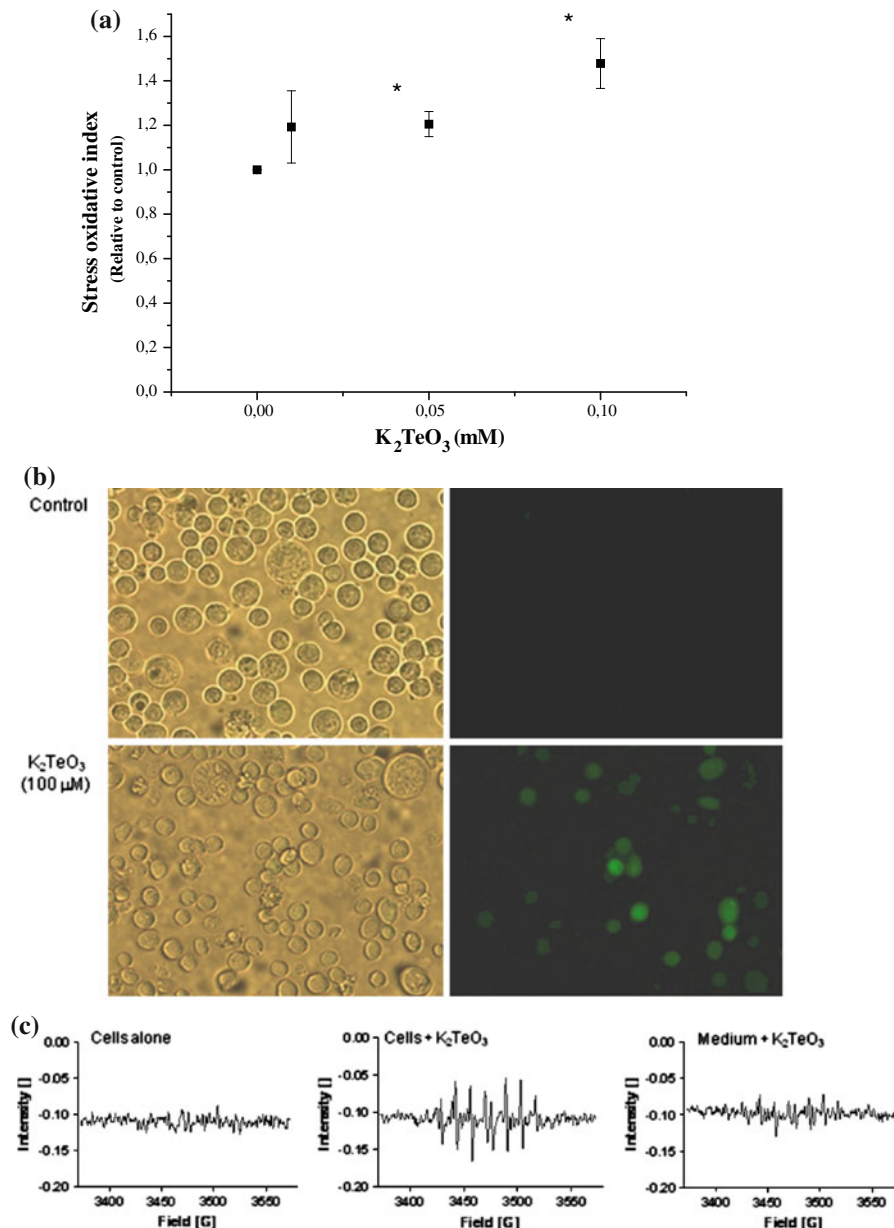 (a)
*
*
1,6
1,4
1,2
1,0
0,8
0,6
0,4
0,2
0,0
Stress oxidative index
(Relative to control)
0,00 0,05 0,10
K₂TeO₃ (mM)
(b)
Control
K₂TeO₃
(100 µM)
(c)
Cells alone
0.00
-0.05
-0.10
-0.15
-0.20
Intensity []
3400 3450 3500 3550
Field [G]
Cells + K₂TeO₃
0.00
-0.05
-0.10
-0.15
-0.20
Intensity []
3400 3450 3500 3550
Field [G]
Medium + K₂TeO₃
0.00
-0.05
-0.10
-0.15
-0.20
Intensity []
3400 3450 3500 3550
Field [G]